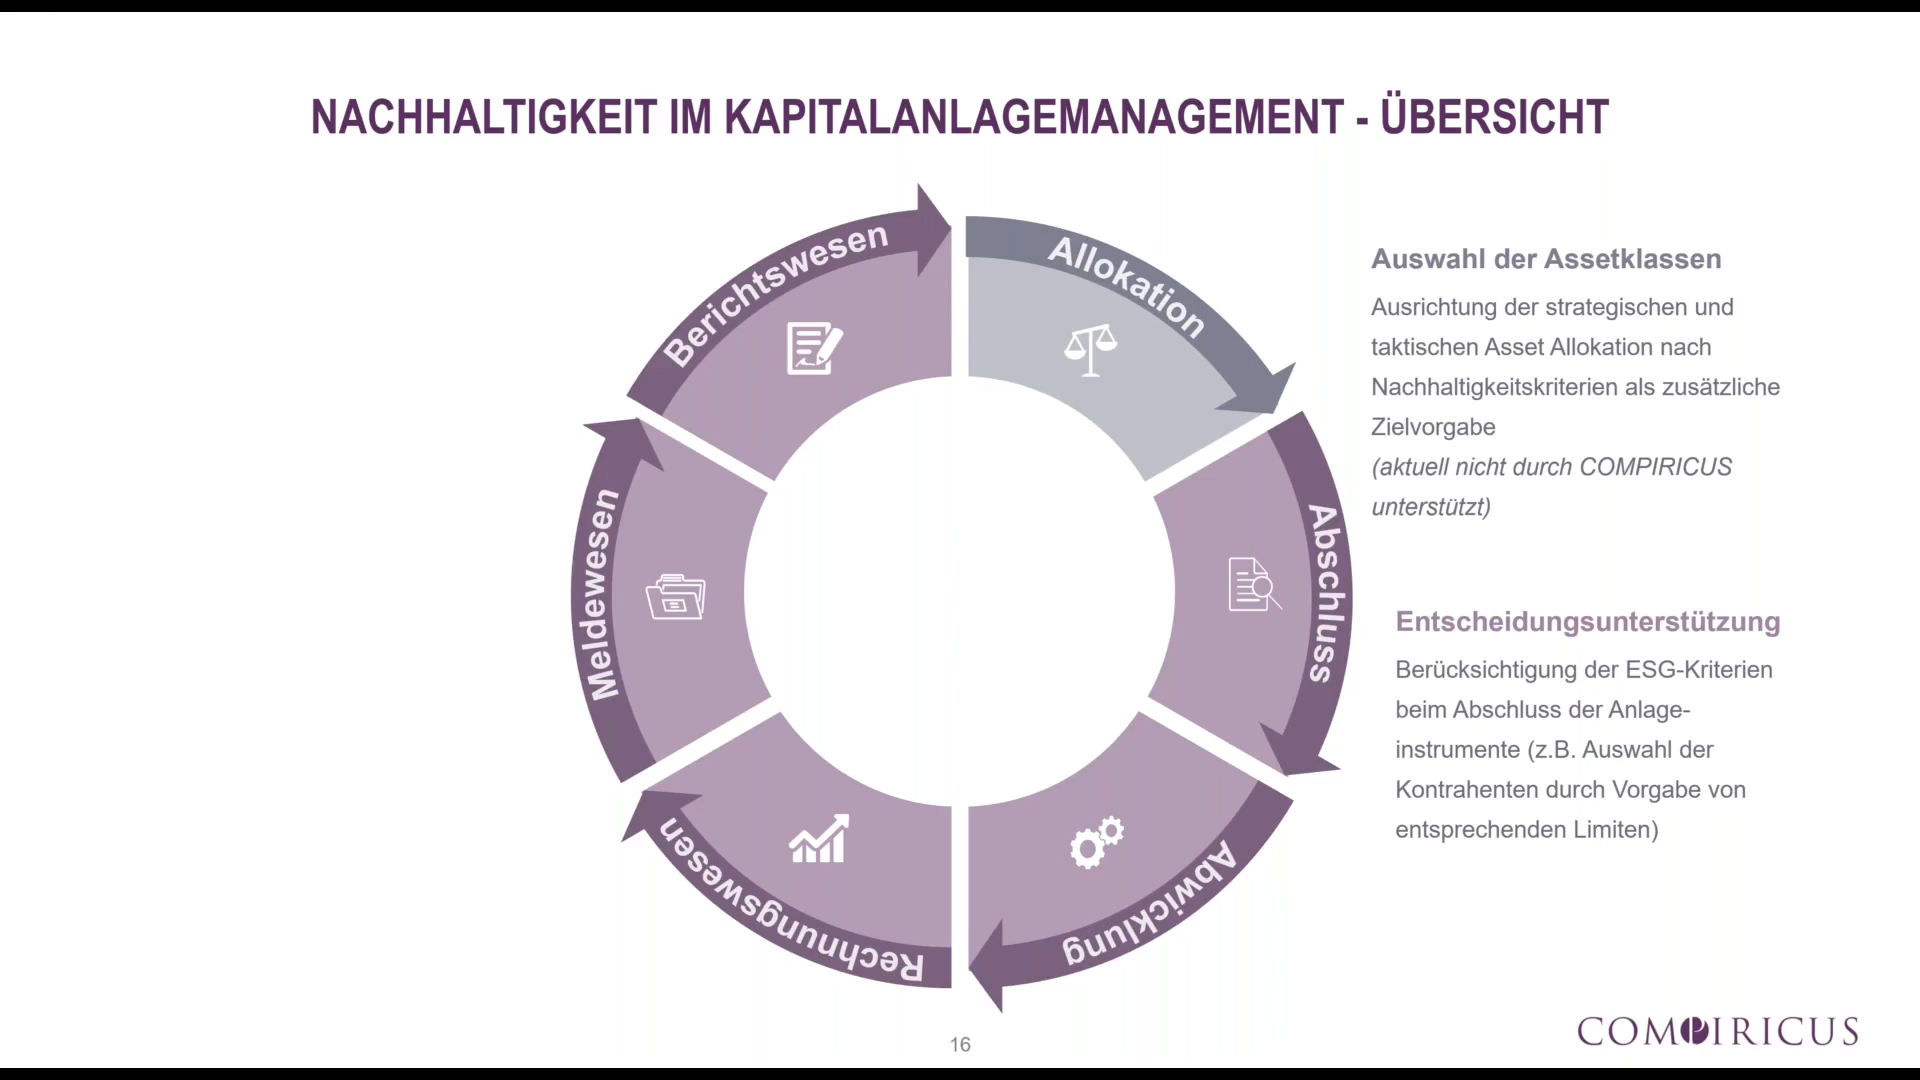 NACHHALTIGKEIT IM KAPITALANLAGEMANAGEMENT - ÜBERSICHT
Berichtswesen
Allokation
Abschluss
Abwicklung
Rechnungswesen
Meldewesen
Auswahl der Assetklassen
Ausrichtung der strategischen und
taktischen Asset Allokation nach
Nachhaltigkeitskriterien als zusätzliche
Zielvorgabe
(aktuell nicht durch COMPIRICUS
unterstützt)
Entscheidungsunterstützung
Berücksichtigung der ESG-Kriterien
beim Abschluss der Anlage-
instrumente (z.B. Auswahl der
Kontrahenten durch Vorgabe von
entsprechenden Limiten)
16
COMPIRICUS